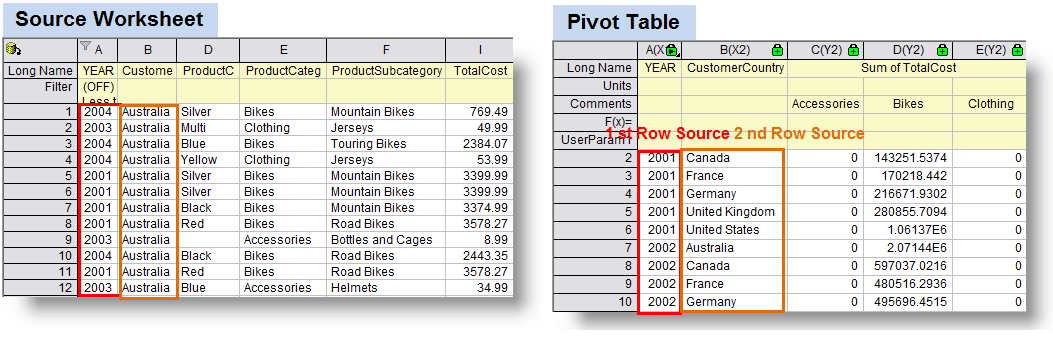 Source Worksheet
A B D E F I
Long Name YEAR Custome ProductC ProductCateg ProductSubcategory TotalCost
Filter (OFF)
Less t
1 2004 Australia Silver Bikes Mountain Bikes 769.49
2 2003 Australia Multi Clothing Jerseys 49.99
3 2004 Australia Blue Bikes Touring Bikes 2384.07
4 2004 Australia Yellow Clothing Jerseys 53.99
5 2001 Australia Silver Bikes Mountain Bikes 3399.99
6 2001 Australia Silver Bikes Mountain Bikes 3399.99
7 2001 Australia Black Bikes Mountain Bikes 3374.99
8 2001 Australia Red Bikes Road Bikes 3578.27
9 2003 Australia Accessories Bottles and Cages 8.99
10 2004 Australia Black Bikes Road Bikes 2443.35
11 2001 Australia Red Bikes Road Bikes 3578.27
12 2003 Australia Blue Accessories Helmets 34.99
Pivot Table
A(X B(X2) C(Y2) D(Y2) E(Y2)
Long Name YEAR CustomerCountry Sum of TotalCost
Units
Comments Accessories Bikes Clothing
F(x)=
1 st Row Source 2 nd Row Source
UserParam1
2 2001 Canada 0 143251.5374 0
3 2001 France 0 170218.442 0
4 2001 Germany 0 216671.9302 0
5 2001 United Kingdom 0 280855.7094 0
6 2001 United States 0 1.06137E6 0
7 2002 Australia 0 2.07144E6 0
8 2002 Canada 0 597037.0216 0
9 2002 France 0 480516.2936 0
10 2002 Germany 0 495696.4515 0